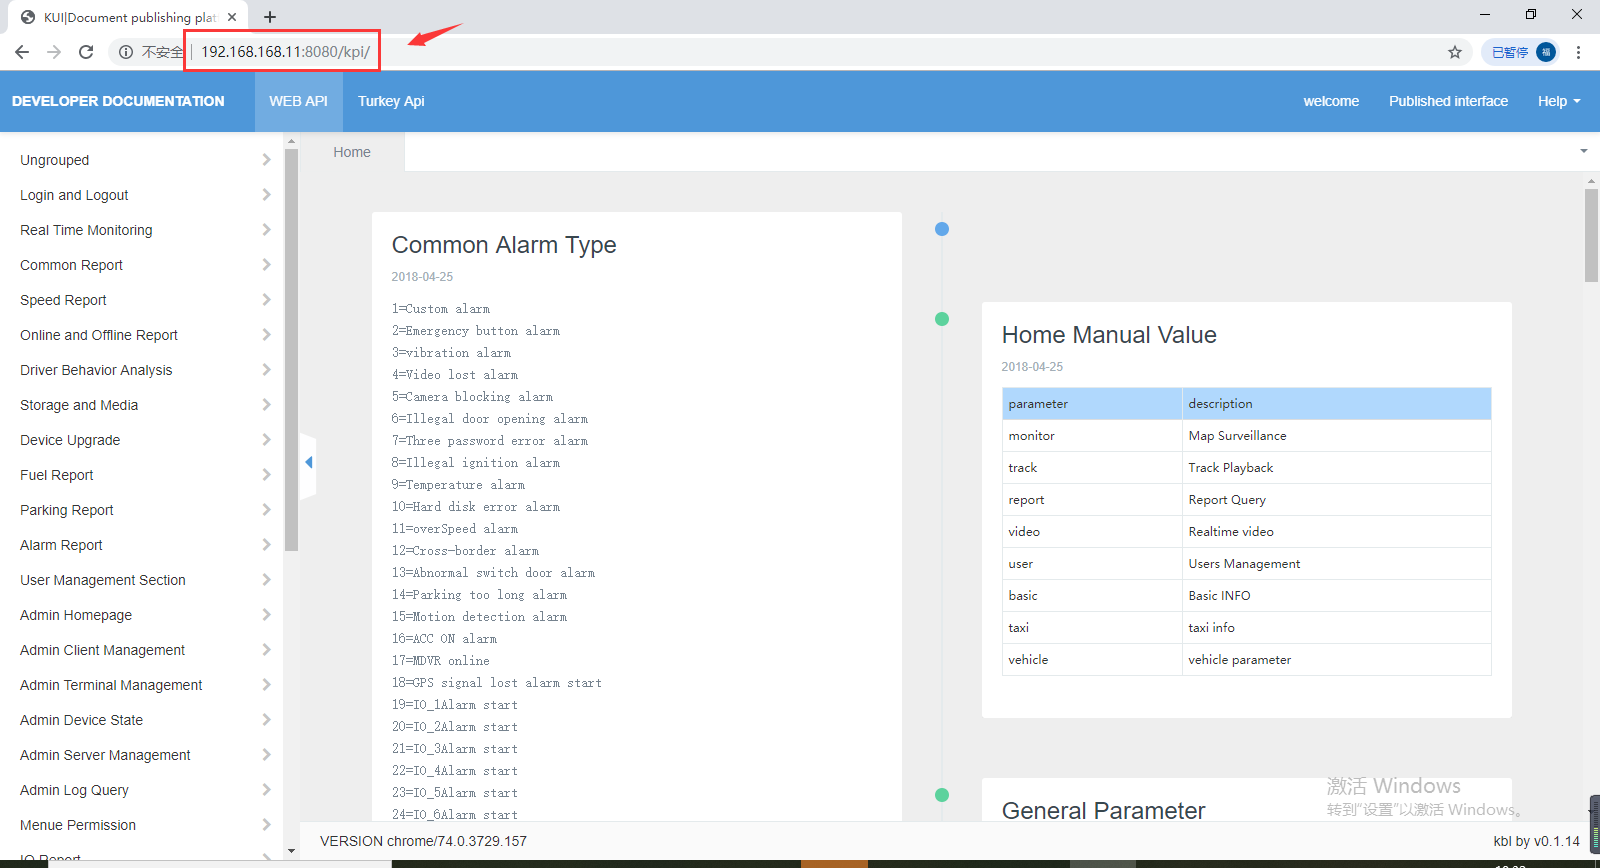 KUI|Document publishing plat
不安全 192.168.168.11:8080/kpi/
已暂停 福
DEVELOPER DOCUMENTATION
WEB API
Turkey Api
welcome
Published interface
Help
Ungrouped
Login and Logout
Real Time Monitoring
Common Report
Speed Report
Online and Offline Report
Driver Behavior Analysis
Storage and Media
Device Upgrade
Fuel Report
Parking Report
Alarm Report
User Management Section
Admin Homepage
Admin Client Management
Admin Terminal Management
Admin Device State
Admin Server Management
Admin Log Query
Menue Permission
IO Report
Home
Common Alarm Type
2018-04-25
1=Custom alarm
2=Emergency button alarm
3=vibration alarm
4=Video lost alarm
5=Camera blocking alarm
6=Illegal door opening alarm
7=Three password error alarm
8=Illegal ignition alarm
9=Temperature alarm
10=Hard disk error alarm
11=overSpeed alarm
12=Cross-border alarm
13=Abnormal switch door alarm
14=Parking too long alarm
15=Motion detection alarm
16=ACC ON alarm
17=MDVR online
18=GPS signal lost alarm start
19=IO_1Alarm start
20=IO_2Alarm start
21=IO_3Alarm start
22=IO_4Alarm start
23=IO_5Alarm start
24=IO_6Alarm start
Home Manual Value
2018-04-25
parameter description
monitor Map Surveillance
track Track Playback
report Report Query
video Realtime video
user Users Management
basic Basic INFO
taxi taxi info
vehicle vehicle parameter
General Parameter
激活 Windows
转到"设置"以激活 Windows。
VERSION chrome/74.0.3729.157
kbl by v0.1.14